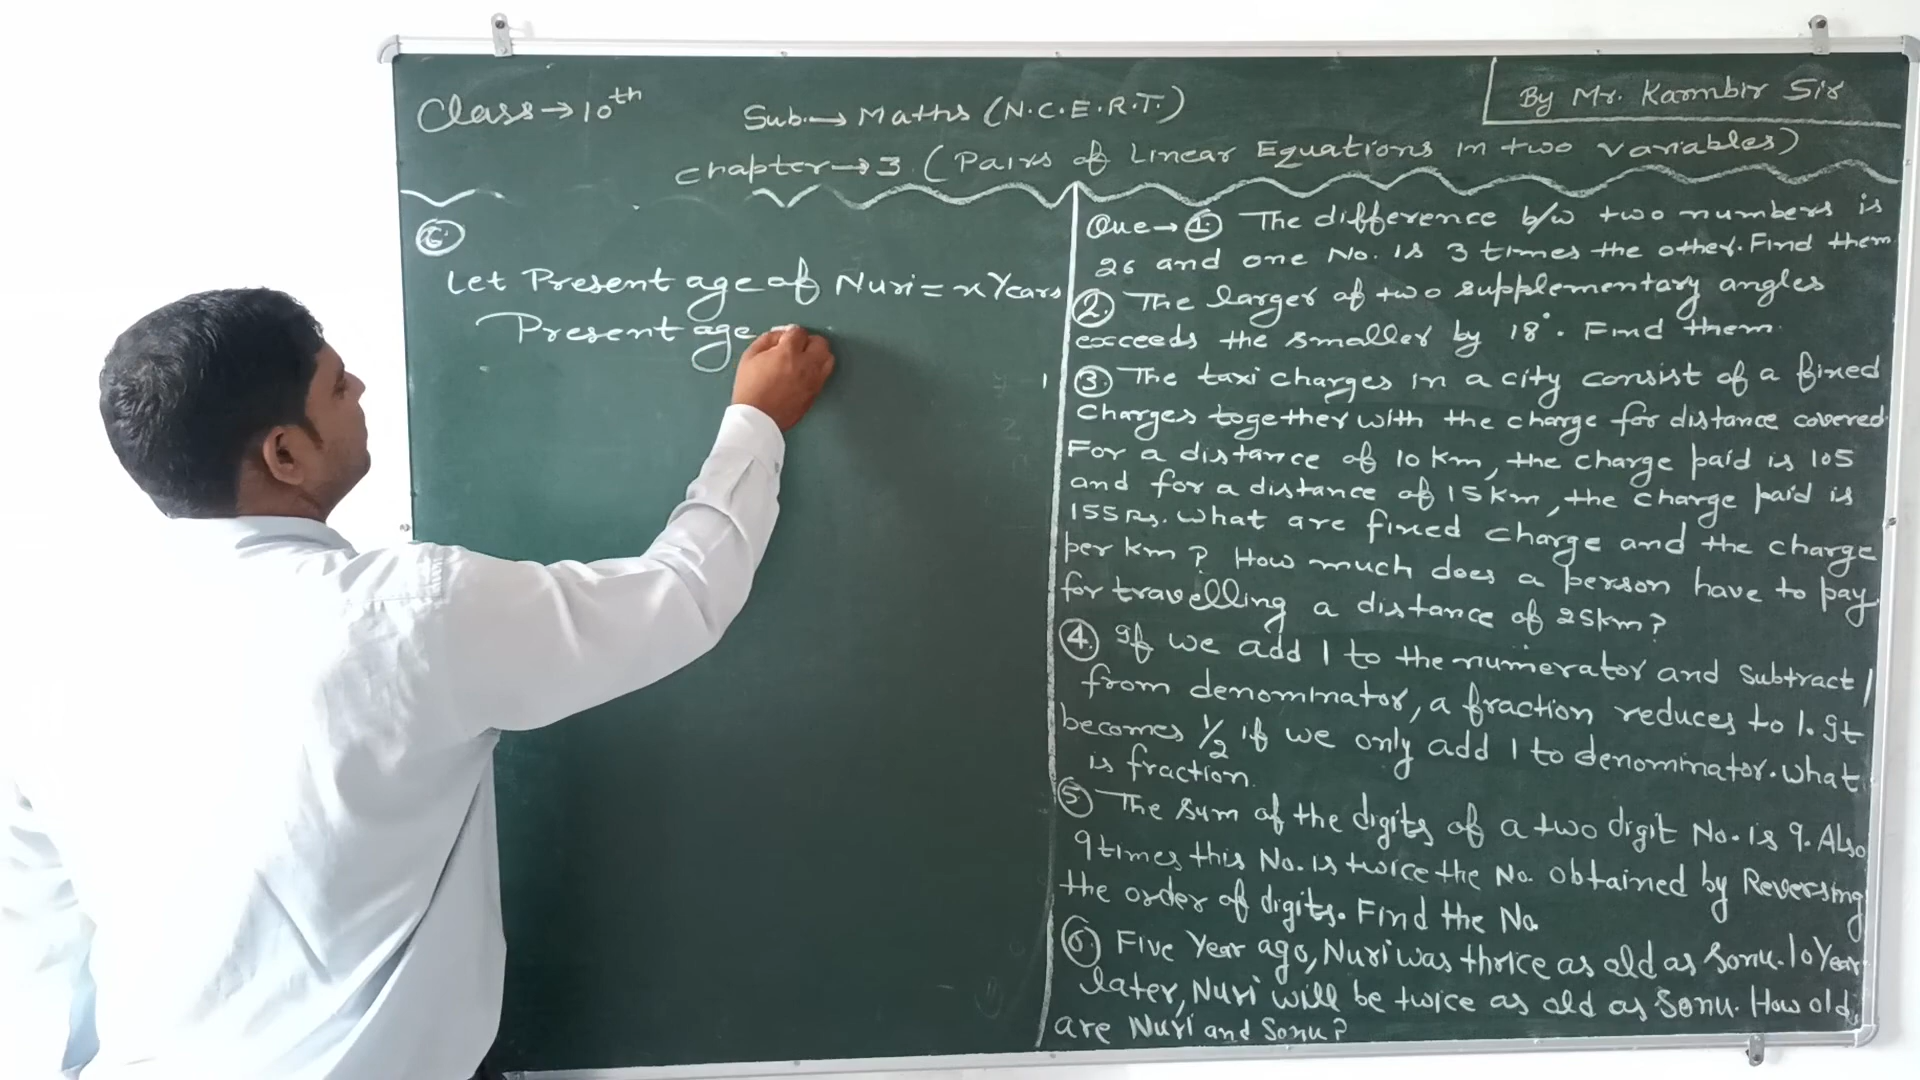 Class→10th
Sub.→ Maths (N.C.E.R.T.)
By Mr. Karmbir Sir
Chapter→3. (Pairs of Linear Equations in two variables)
6.
Let Present age of Nuri = x Years
Present age
Que→ 1. The difference b/w two numbers is
26 and one No. is 3 times the other. Find them.
2. The larger of two supplementary angles
exceeds the smaller by 18°. Find them.
3. The taxi charges in a city consist of a fixed
charges together with the charge for distance covered.
For a distance of 10 Km, the charge paid is 105
and for a distance of 15 Km, the charge paid is
155 Rs. What are fixed charge and the charge
per Km? How much does a person have to pay
for travelling a distance of 25 Km?
4. If we add 1 to the numerator and subtract 1
from denominator, a fraction reduces to 1. It
becomes 1/2 if we only add 1 to denominator. What
is fraction.
5. The sum of the digits of a two digit No. is 9. Also
9 times this No. is twice the No. obtained by Reversing
the order of digits. Find the No.
6. Five Year ago, Nuri was thrice as old as Sonu. 10 Year
later, Nuri will be twice as old as Sonu. How old
are Nuri and Sonu?